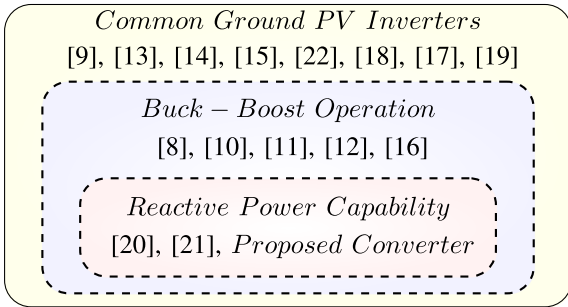 Common Ground PV Inverters
[9], [13], [14], [15], [22], [18], [17], [19]
Buck − Boost Operation
[8], [10], [11], [12], [16]
Reactive Power Capability
[20], [21], Proposed Converter